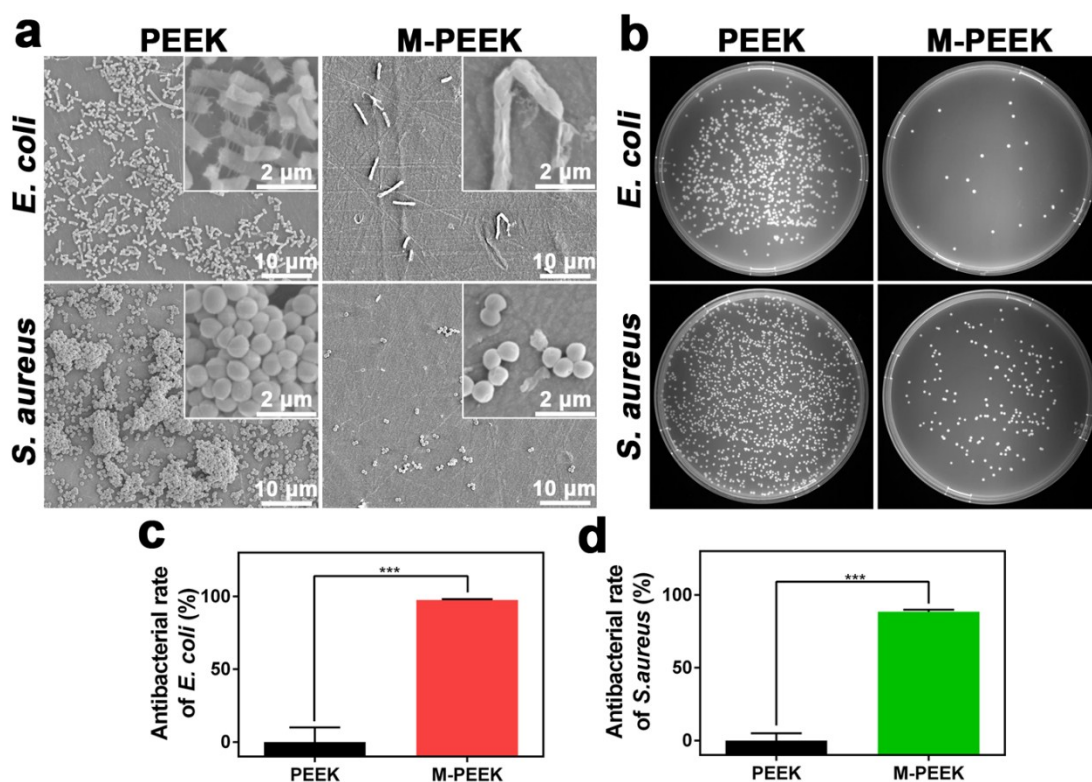 a
PEEK
M-PEEK
E. coli
2 μm
10 μm
2 μm
10 μm
S. aureus
2 μm
10 μm
2 μm
10 μm
b
PEEK
M-PEEK
E. coli
S. aureus
c
Antibacterial rate
of E. coli (%)
100
50
0
***
PEEK
M-PEEK
d
Antibacterial rate
of S.aureus (%)
100
50
0
***
PEEK
M-PEEK